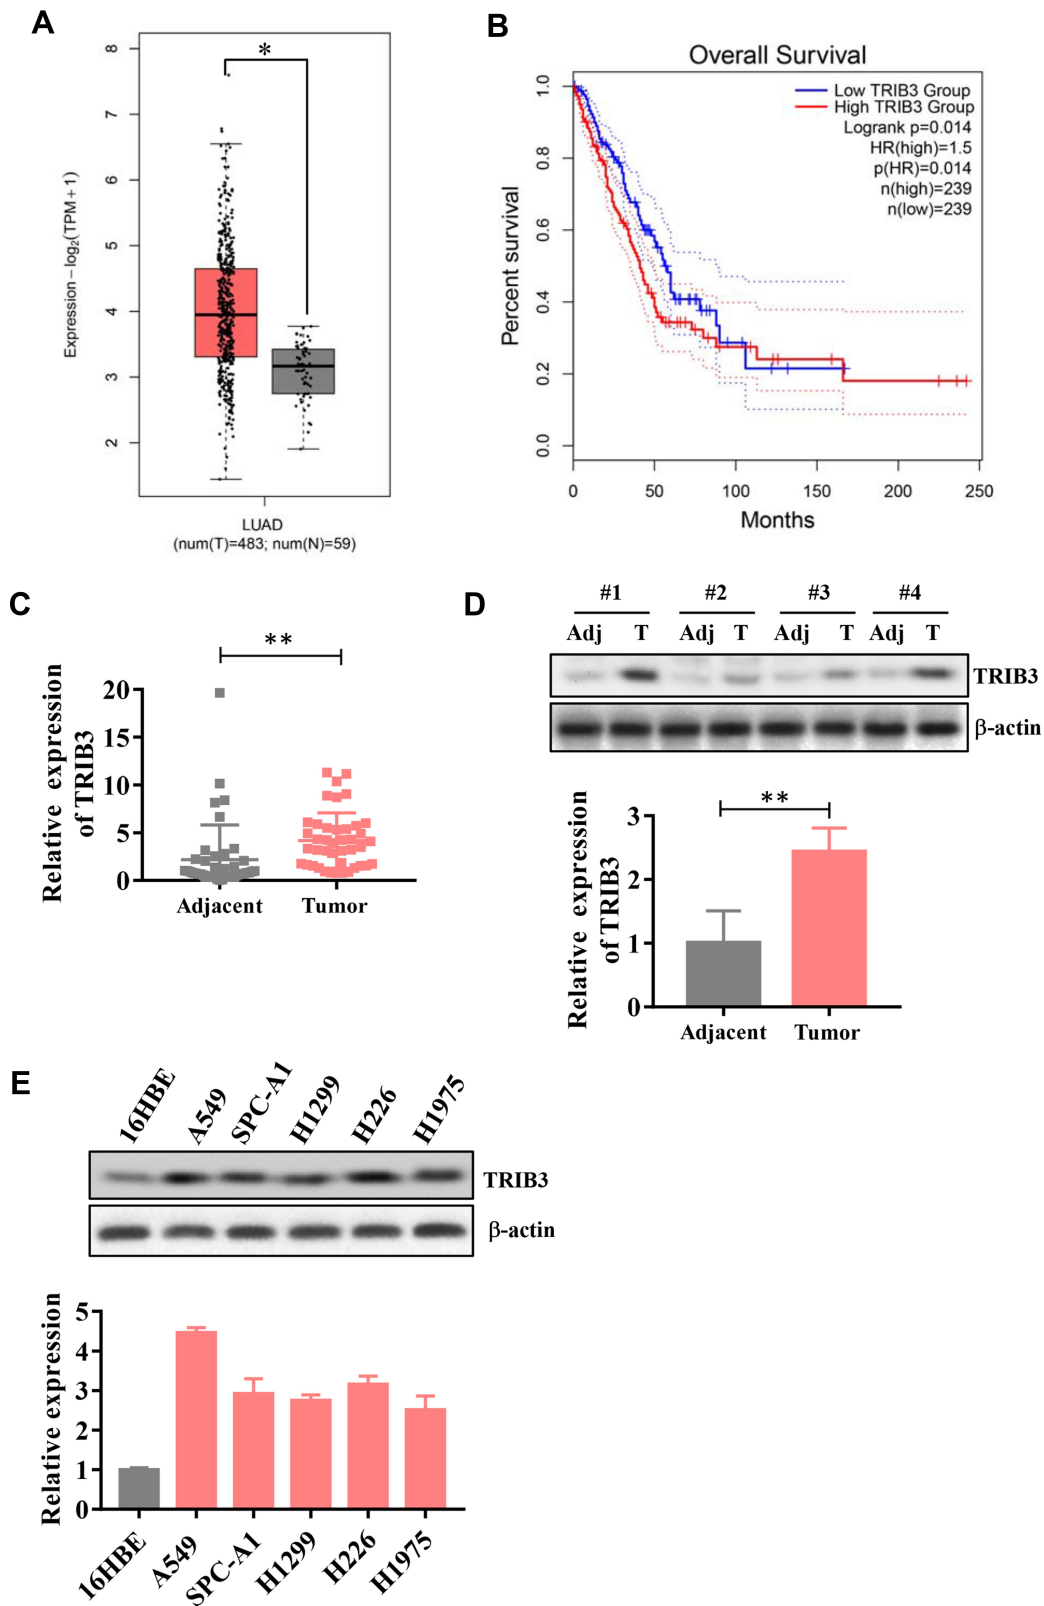 A
8
7
6
5
4
3
2
Expression – log2(TPM+1)
*
LUAD
(num(T)=483; num(N)=59)
B
Overall Survival
Low TRIB3 Group
High TRIB3 Group
Logrank p=0.014
HR(high)=1.5
p(HR)=0.014
n(high)=239
n(low)=239
Percent survival
1.0
0.8
0.6
0.4
0.2
0.0
0 50 100 150 200 250
Months
C
**
Relative expression
of TRIB3
20
15
10
5
0
Adjacent Tumor
D
#1 #2 #3 #4
Adj T Adj T Adj T Adj T
TRIB3
β-actin
**
Relative expression
of TRIB3
3
2
1
0
Adjacent Tumor
E
16HBE A549 SPC-A1 H1299 H226 H1975
TRIB3
β-actin
Relative expression
5
4
3
2
1
0
16HBE A549 SPC-A1 H1299 H226 H1975